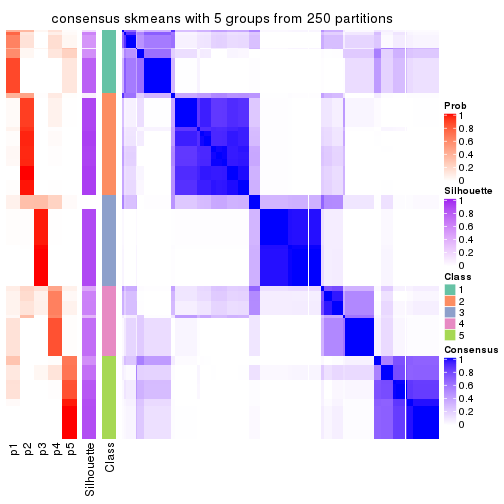 consensus skmeans with 5 groups from 250 partitions
Prob
1
0.8
0.6
0.4
0.2
0
Silhouette
1
0.8
0.6
0.4
0.2
0
Class
1
2
3
4
5
Consensus
1
0.8
0.6
0.4
0.2
0
p1
p2
p3
p4
p5
Silhouette
Class